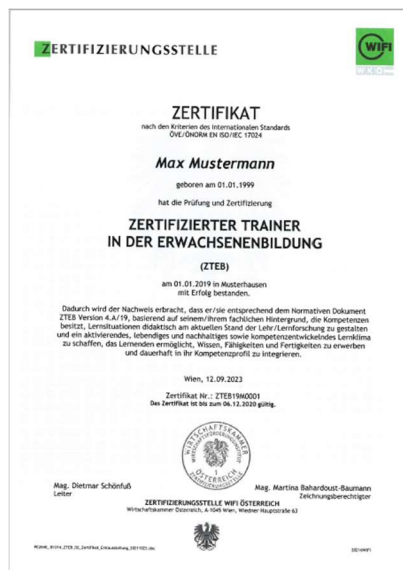 ZERTIFIZIERUNGSSTELLE
WIFI
WKO
ZERTIFIKAT
nach den Kriterien des internationalen Standards
ÖVE/ÖNORM EN ISO/IEC 17024
Max Mustermann
geboren am 01.01.1999
hat die Prüfung und Zertifizierung
ZERTIFIZIERTER TRAINER
IN DER ERWACHSENENBILDUNG
(ZTEB)
am 01.01.2019 in Musterhausen
mit Erfolg bestanden.
Dadurch wird der Nachweis erbracht, dass er/sie entsprechend dem Normativen Dokument
ZTEB Version 4.A/19, basierend auf seinem/ihrem fachlichen Hintergrund, die Kompetenzen
besitzt, Lernsituationen didaktisch am aktuellen Stand der Lehr/Lernforschung zu gestalten
und ein aktivierendes, lebendiges und nachhaltiges sowie kompetenzentwickelndes Lernklima
zu schaffen, das Lernenden ermöglicht, Wissen, Fähigkeiten und Fertigkeiten zu erwerben
und dauerhaft in ihr Kompetenzprofil zu integrieren.
Wien, 12.09.2023
Zertifikat Nr.: ZTEB19M0001
Das Zertifikat ist bis zum 06.12.2020 gültig.
WIRTSCHAFTSKAMMER
ÖSTERREICH
Mag. Dietmar Schönfuß
Leiter
Mag. Martina Bahardoust-Baumann
Zeichnungsberechtigter
ZERTIFIZIERUNGSSTELLE WIFI ÖSTERREICH
Wirtschaftskammer Österreich, A-1045 Wien, Wiedner Hauptstraße 63